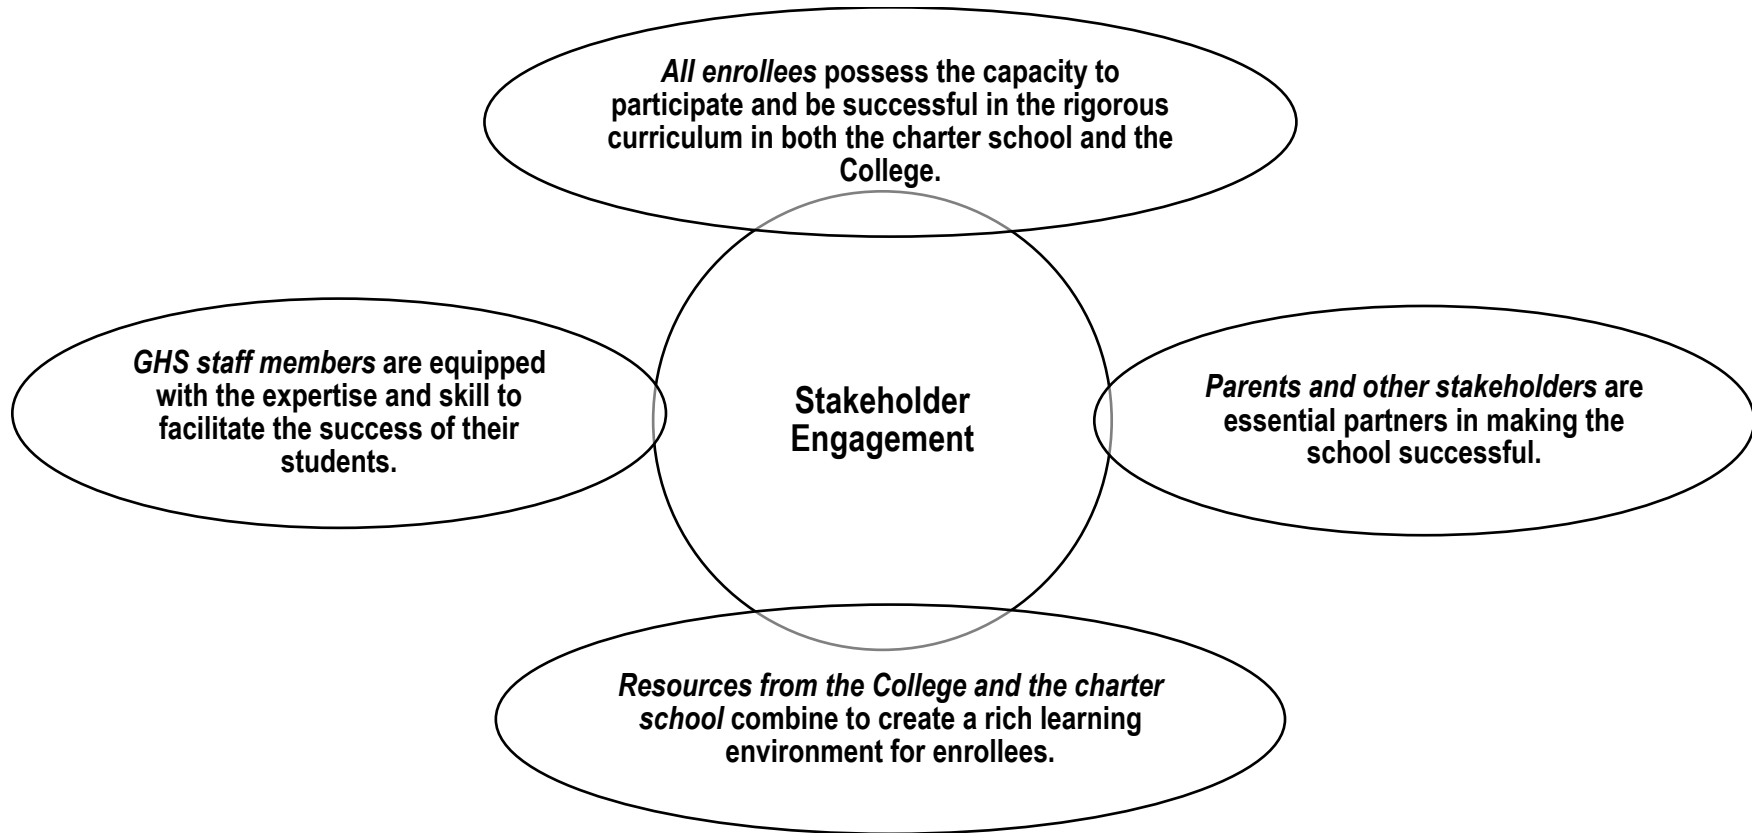 All enrollees possess the capacity to
participate and be successful in the rigorous
curriculum in both the charter school and the
College.
GHS staff members are equipped
with the expertise and skill to
facilitate the success of their
students.
Stakeholder
Engagement
Parents and other stakeholders are
essential partners in making the
school successful.
Resources from the College and the charter
school combine to create a rich learning
environment for enrollees.